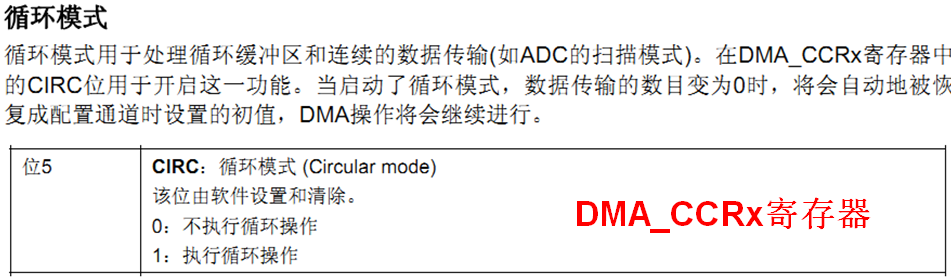 循环模式
循环模式用于处理循环缓冲区和连续的数据传输(如ADC的扫描模式)。在DMA_CCRx寄存器中
的CIRC位用于开启这一功能。当启动了循环模式，数据传输的数目变为0时，将会自动地被恢
复成配置通道时设置的初值，DMA操作将会继续进行。
位5
CIRC：循环模式 (Circular mode)
该位由软件设置和清除。
0：不执行循环操作
1：执行循环操作
DMA_CCRx寄存器